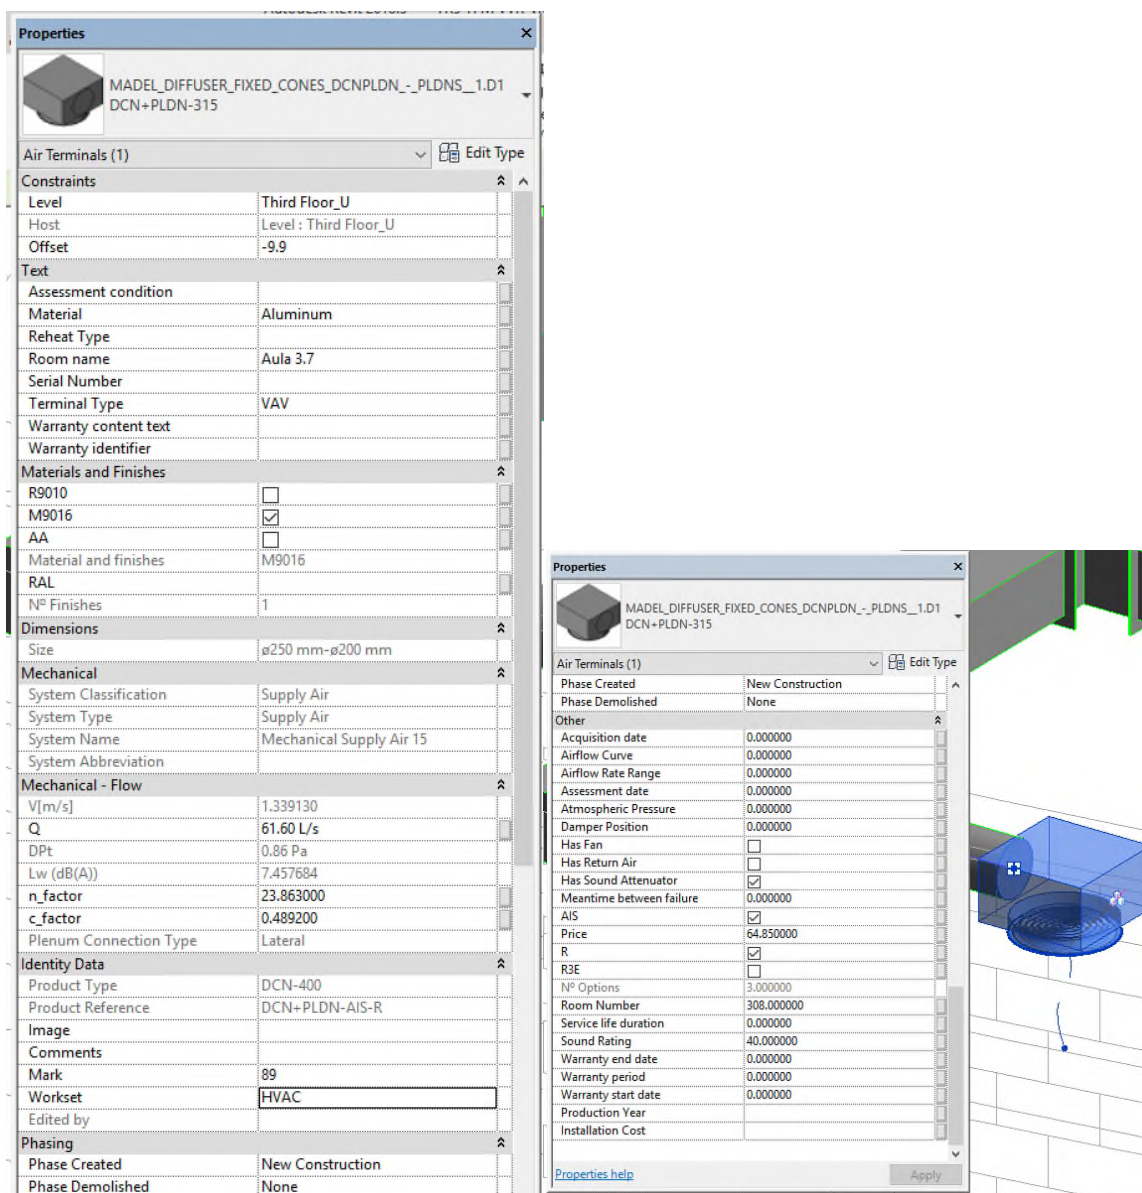 Properties
MADEL_DIFFUSER_FIXED_CONES_DCNPLDN_-_PLDNS__1.D1
DCN+PLDN-315
Air Terminals (1) Edit Type
Constraints
Level Third Floor_U
Host Level : Third Floor_U
Offset -9.9
Text
Assessment condition
Material Aluminum
Reheat Type
Room name Aula 3.7
Serial Number
Terminal Type VAV
Warranty content text
Warranty identifier
Materials and Finishes
R9010
M9016
AA
Material and finishes M9016
RAL
Nº Finishes 1
Dimensions
Size ø250 mm-ø200 mm
Mechanical
System Classification Supply Air
System Type Supply Air
System Name Mechanical Supply Air 15
System Abbreviation
Mechanical - Flow
V[m/s] 1.339130
Q 61.60 L/s
DPt 0.86 Pa
Lw (dB(A)) 7.457684
n_factor 23.863000
c_factor 0.489200
Plenum Connection Type Lateral
Identity Data
Product Type DCN-400
Product Reference DCN+PLDN-AIS-R
Image
Comments
Mark 89
Workset HVAC
Edited by
Phasing
Phase Created New Construction
Phase Demolished None
Properties
MADEL_DIFFUSER_FIXED_CONES_DCNPLDN_-_PLDNS__1.D1
DCN+PLDN-315
Air Terminals (1) Edit Type
Phase Created New Construction
Phase Demolished None
Other
Acquisition date 0.000000
Airflow Curve 0.000000
Airflow Rate Range 0.000000
Assessment date 0.000000
Atmospheric Pressure 0.000000
Damper Position 0.000000
Has Fan
Has Return Air
Has Sound Attenuator
Meantime between failure 0.000000
AIS
Price 64.850000
R
R3E
Nº Options 3.000000
Room Number 308.000000
Service life duration 0.000000
Sound Rating 40.000000
Warranty end date 0.000000
Warranty period 0.000000
Warranty start date 0.000000
Production Year
Installation Cost
Properties help Apply